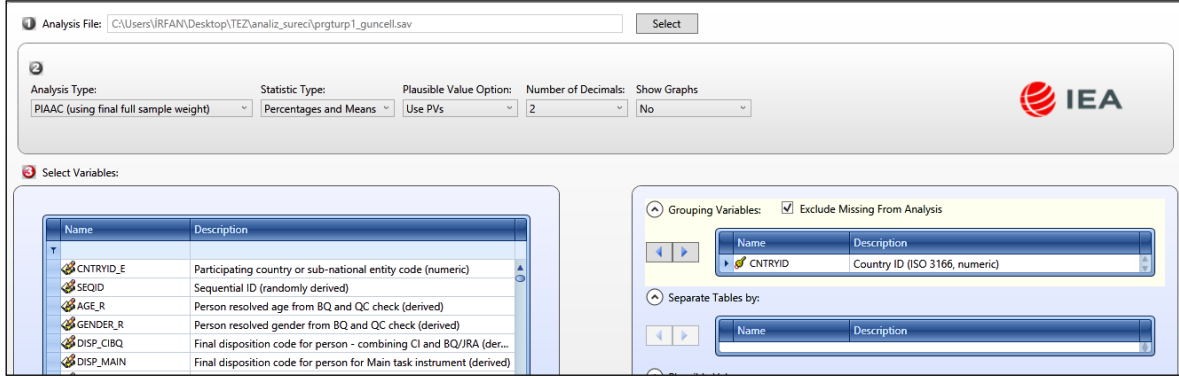 1 Analysis File: C:\Users\İRFAN\Desktop\TEZ\analiz_sureci\prgturp1_guncell.sav Select
2
Analysis Type: Statistic Type: Plausible Value Option: Number of Decimals: Show Graphs
PIAAC (using final full sample weight) Percentages and Means Use PVs 2 No
IEA
3 Select Variables:
Grouping Variables: Exclude Missing From Analysis
Name Description
CNTRYID Country ID (ISO 3166, numeric)
Separate Tables by:
Name Description
Name Description
CNTRYID_E Participating country or sub-national entity code (numeric)
SEQID Sequential ID (randomly derived)
AGE_R Person resolved age from BQ and QC check (derived)
GENDER_R Person resolved gender from BQ and QC check (derived)
DISP_CIBQ Final disposition code for person - combining CI and BQ/JRA (der...
DISP_MAIN Final disposition code for person for Main task instrument (derived)